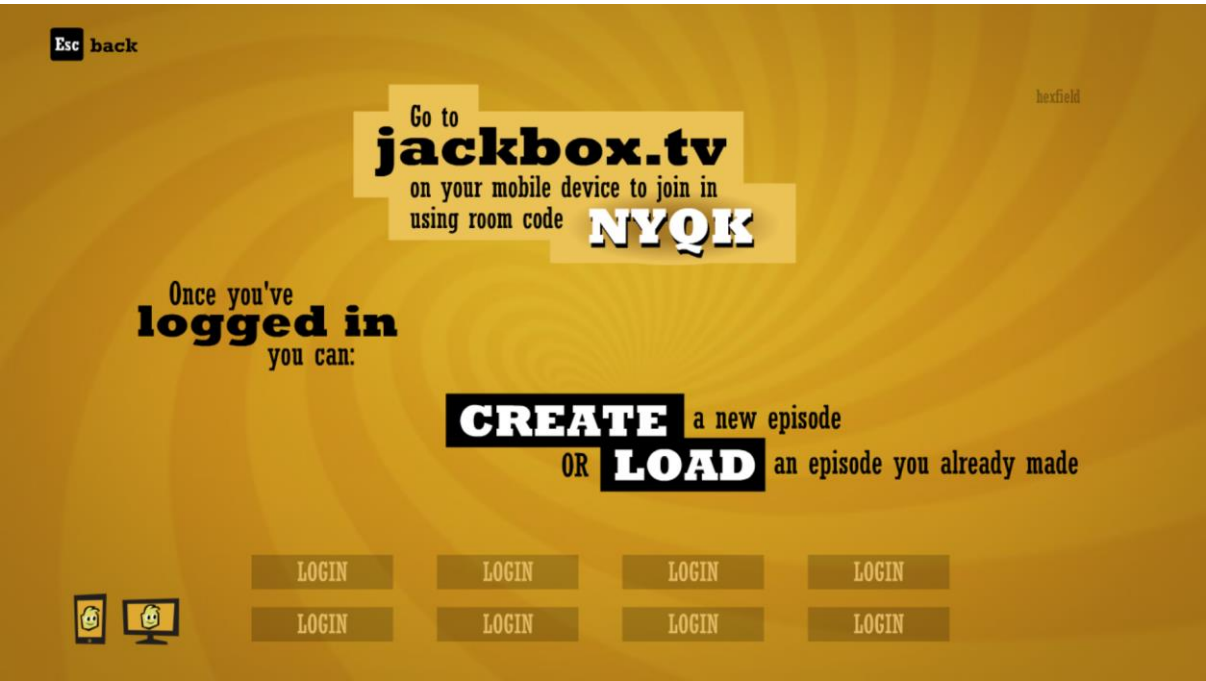 Esc back
hexfield
Go to
jackbox.tv
on your mobile device to join in
using room code NYQK
Once you've
logged in
you can:
CREATE a new episode
OR LOAD an episode you already made
LOGIN LOGIN LOGIN LOGIN
LOGIN LOGIN LOGIN LOGIN